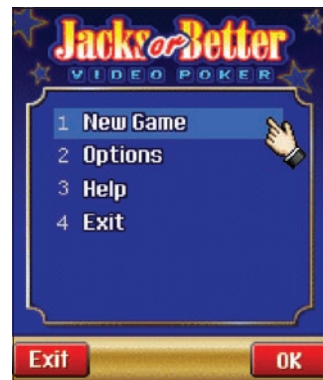 Jacks or Better
VIDEO POKER
1 New Game
2 Options
3 Help
4 Exit
Exit OK